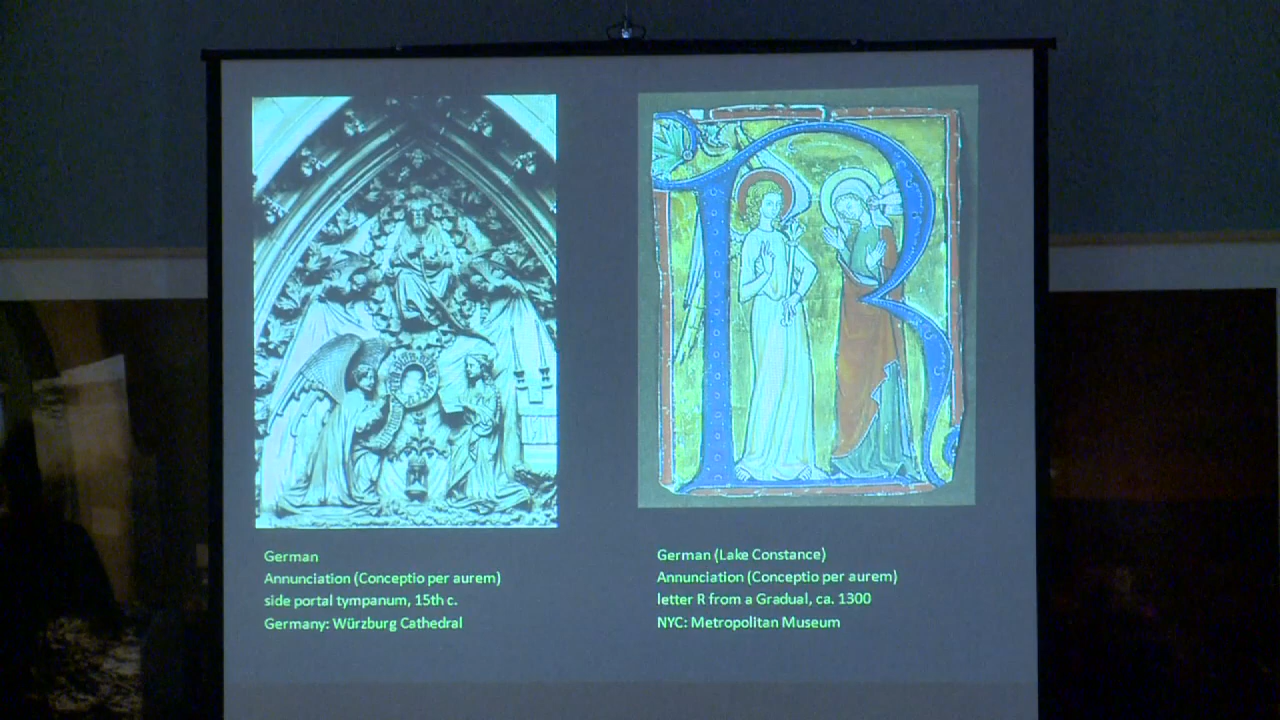 German
Annunciation (Conceptio per aurem)
side portal tympanum, 15th c.
Germany: Würzburg Cathedral
German (Lake Constance)
Annunciation (Conceptio per aurem)
letter R from a Gradual, ca. 1300
NYC: Metropolitan Museum